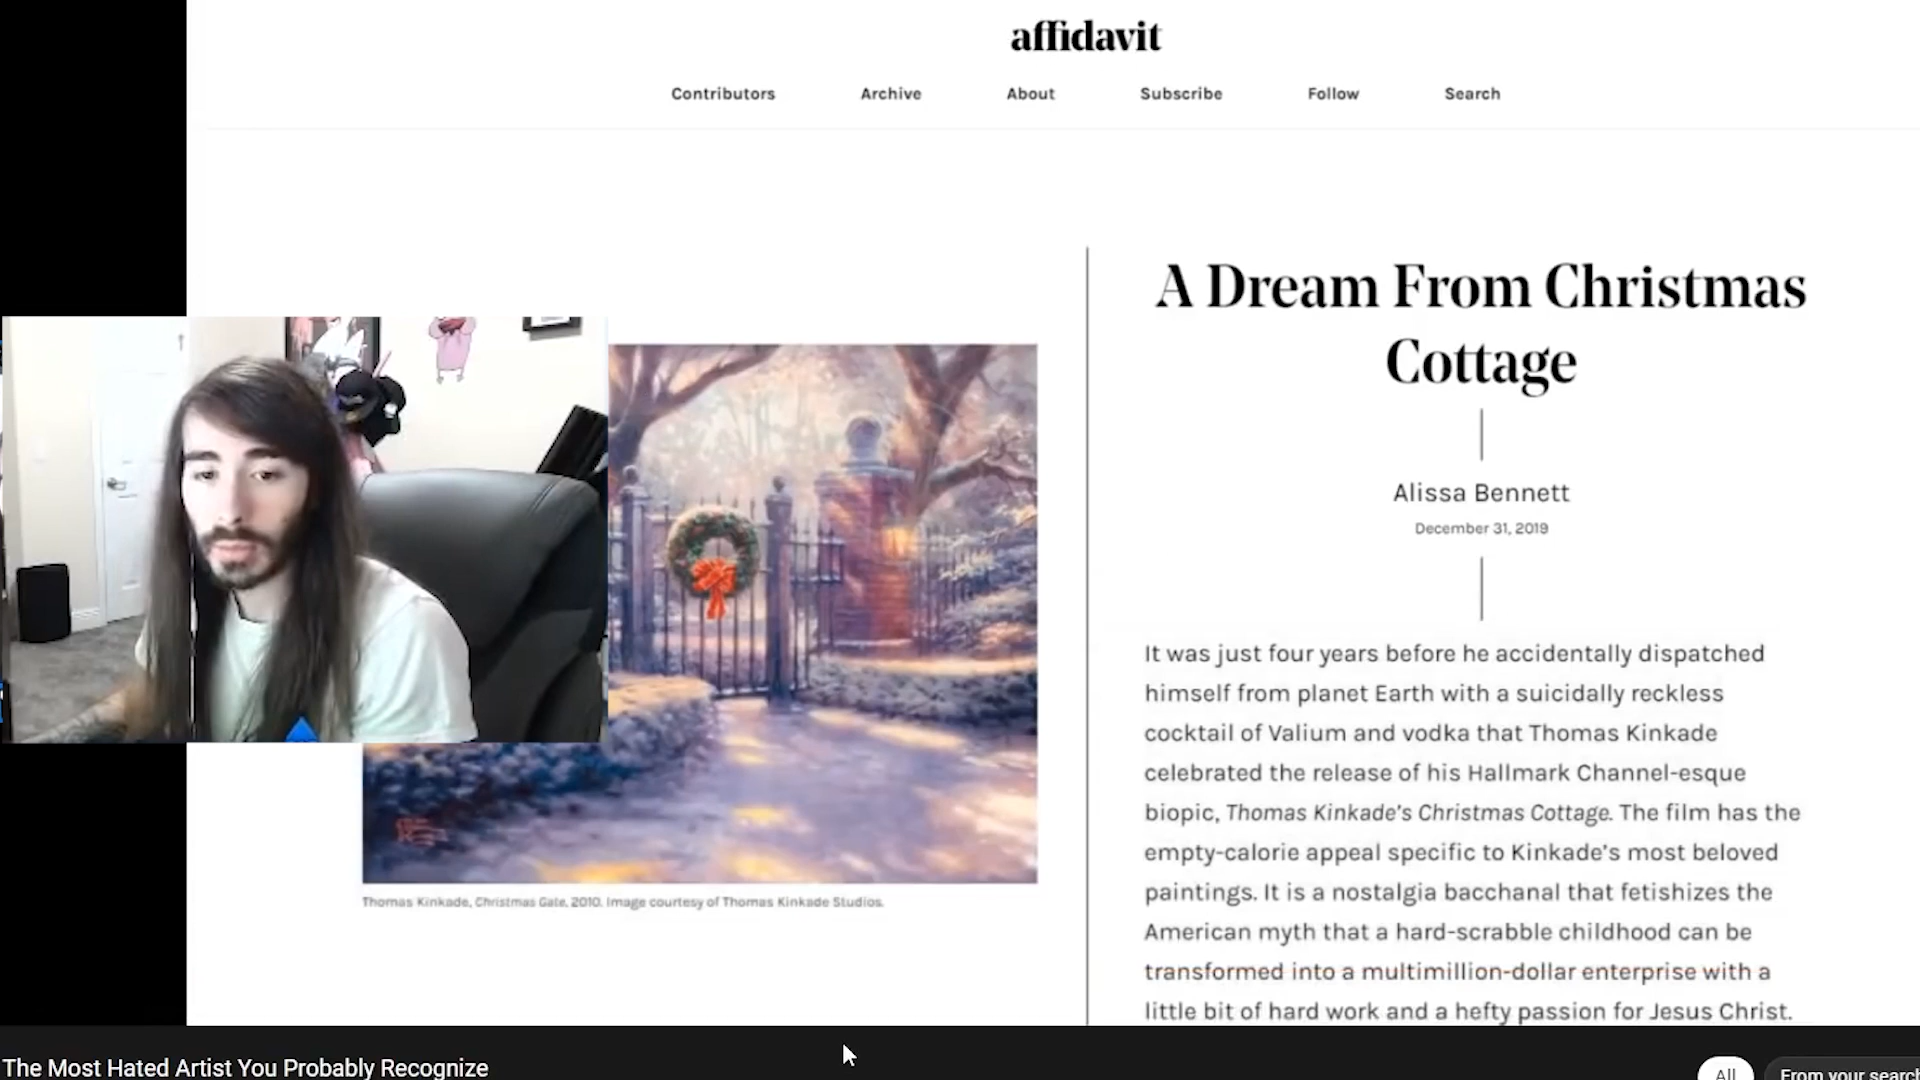 affidavit
Contributors Archive About Subscribe Follow Search
A Dream From Christmas
Cottage
Alissa Bennett
December 31, 2019
It was just four years before he accidentally dispatched
himself from planet Earth with a suicidally reckless
cocktail of Valium and vodka that Thomas Kinkade
celebrated the release of his Hallmark Channel-esque
biopic, Thomas Kinkade's Christmas Cottage. The film has the
empty-calorie appeal specific to Kinkade's most beloved
paintings. It is a nostalgia bacchanal that fetishizes the
American myth that a hard-scrabble childhood can be
transformed into a multimillion-dollar enterprise with a
little bit of hard work and a hefty passion for Jesus Christ.
Thomas Kinkade, Christmas Gate, 2010. Image courtesy of Thomas Kinkade Studios.
The Most Hated Artist You Probably Recognize
All From your search